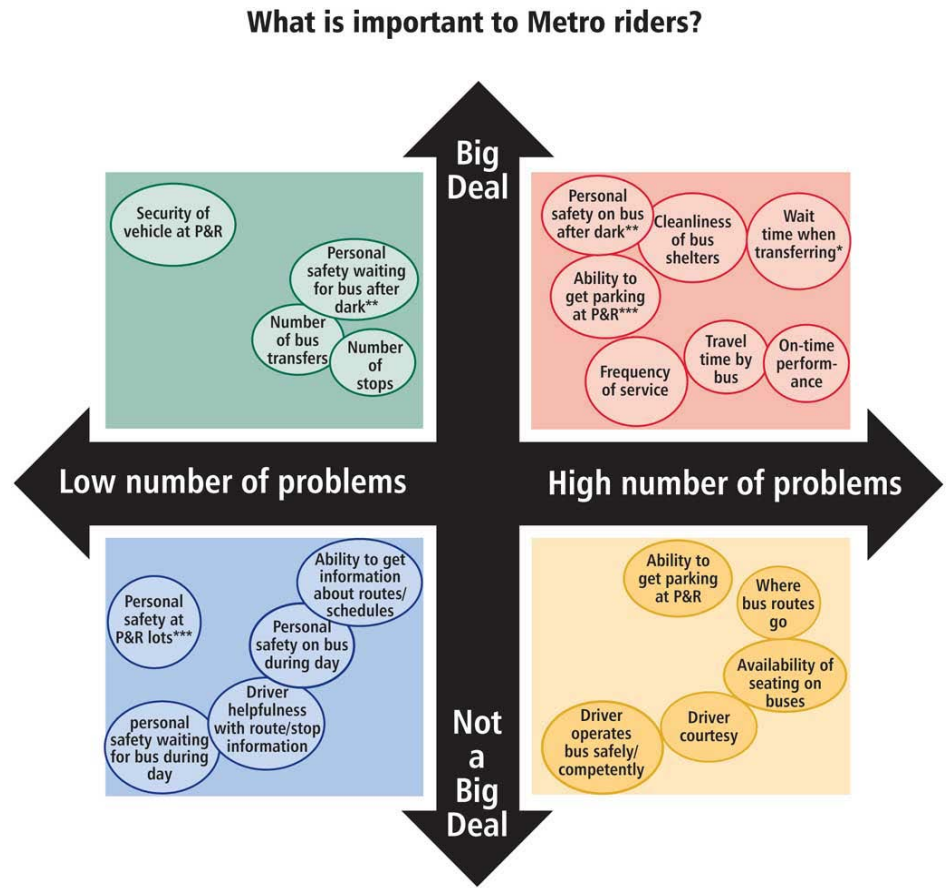 What is important to Metro riders?
Big
Deal
Security of
vehicle at P&R
Personal
safety waiting
for bus after
dark**
Number
of bus
transfers
Number
of
stops
Personal
safety on bus
after dark**
Cleanliness
of bus
shelters
Wait
time when
transferring*
Ability to
get parking
at P&R***
Frequency
of service
Travel
time by
bus
On-time
perform-
ance
Low number of problems
High number of problems
Ability to get
information
about routes/
schedules
Personal
safety at
P&R lots***
Personal
safety on bus
during day
Driver
helpfulness
with route/stop
information
personal
safety waiting
for bus during
day
Ability to
get parking
at P&R
Where
bus routes
go
Availability of
seating on
buses
Driver
courtesy
Driver
operates
bus safely/
competently
Not
a
Big
Deal